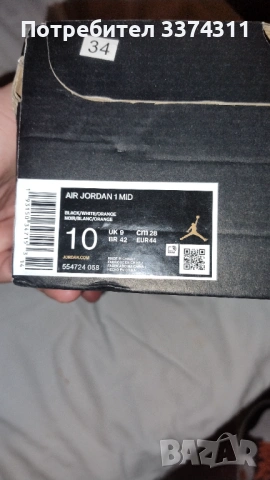 Потребител 3374311
34
AIR JORDAN 1 MID
BLACK/WHITE/ORANGE
NOIR/BLANC/ORANGE
10
UK 9 cm 28
BR 42 EUR 44
JORDAN.COM
554724 058
БАZАР